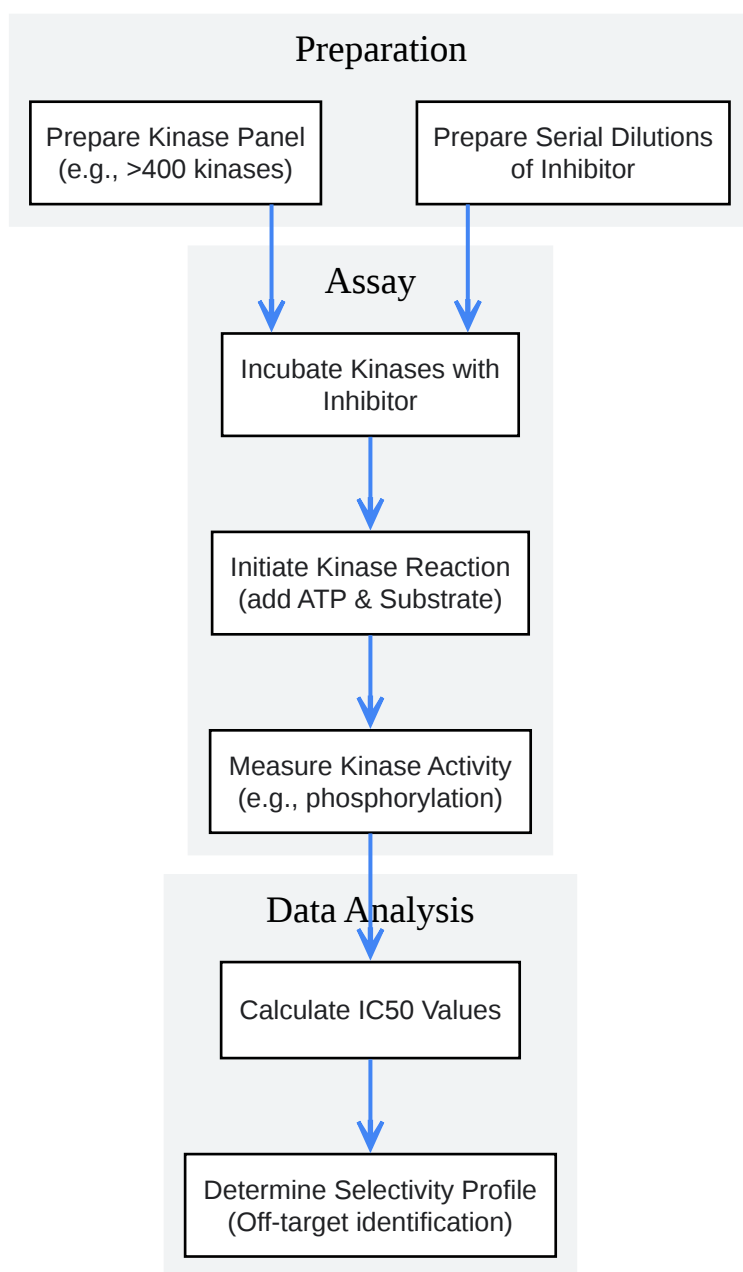 Preparation
Prepare Kinase Panel
(e.g., >400 kinases)
Prepare Serial Dilutions
of Inhibitor
Assay
Incubate Kinases with
Inhibitor
Initiate Kinase Reaction
(add ATP & Substrate)
Measure Kinase Activity
(e.g., phosphorylation)
Data Analysis
Calculate IC50 Values
Determine Selectivity Profile
(Off-target identification)